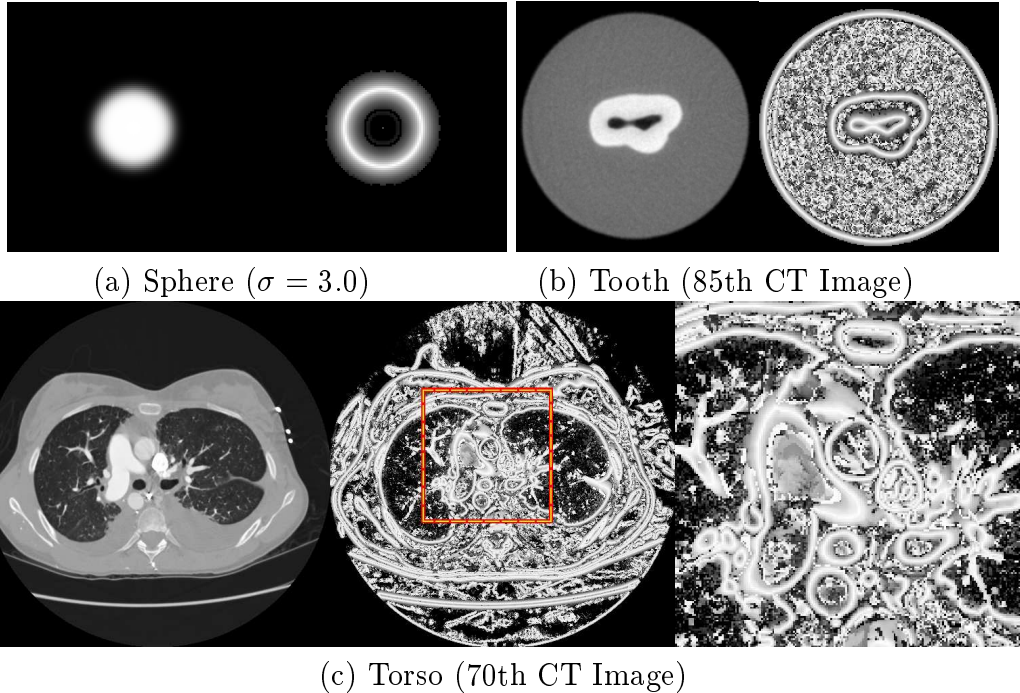 (a) Sphere (σ = 3.0)
(b) Tooth (85th CT Image)
(c) Torso (70th CT Image)